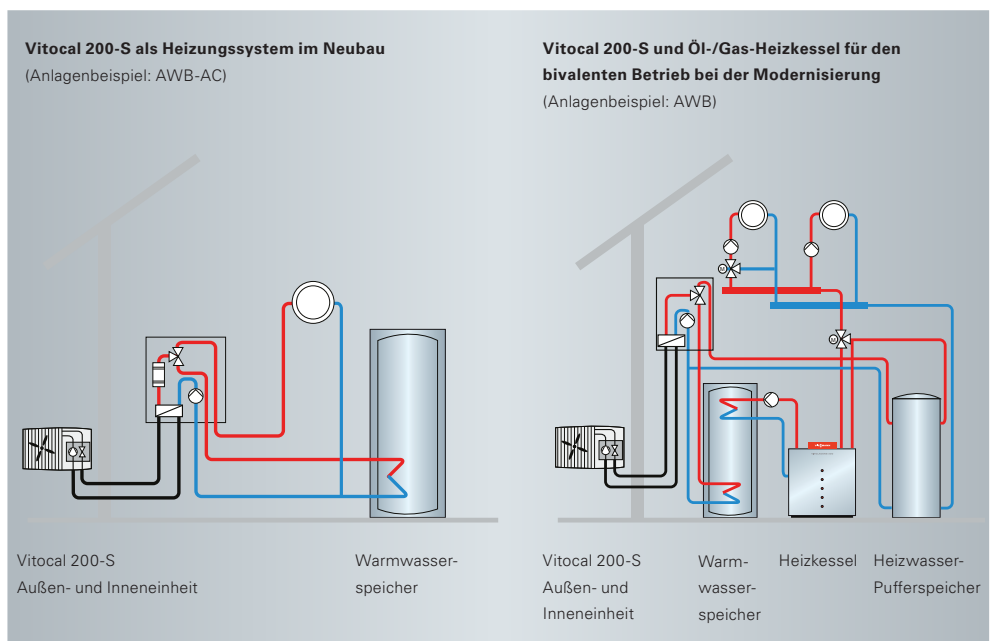 Vitocal 200-S als Heizungssystem im Neubau
(Anlagenbeispiel: AWB-AC)
Vitocal 200-S und Öl-/Gas-Heizkessel für den
bivalenten Betrieb bei der Modernisierung
(Anlagenbeispiel: AWB)
M
M
Vitocal 200-S
Außen- und Inneneinheit
Warmwasser-
speicher
Vitocal 200-S
Außen- und
Inneneinheit
Warm-
wasser-
speicher
Heizkessel
Heizwasser-
Pufferspeicher